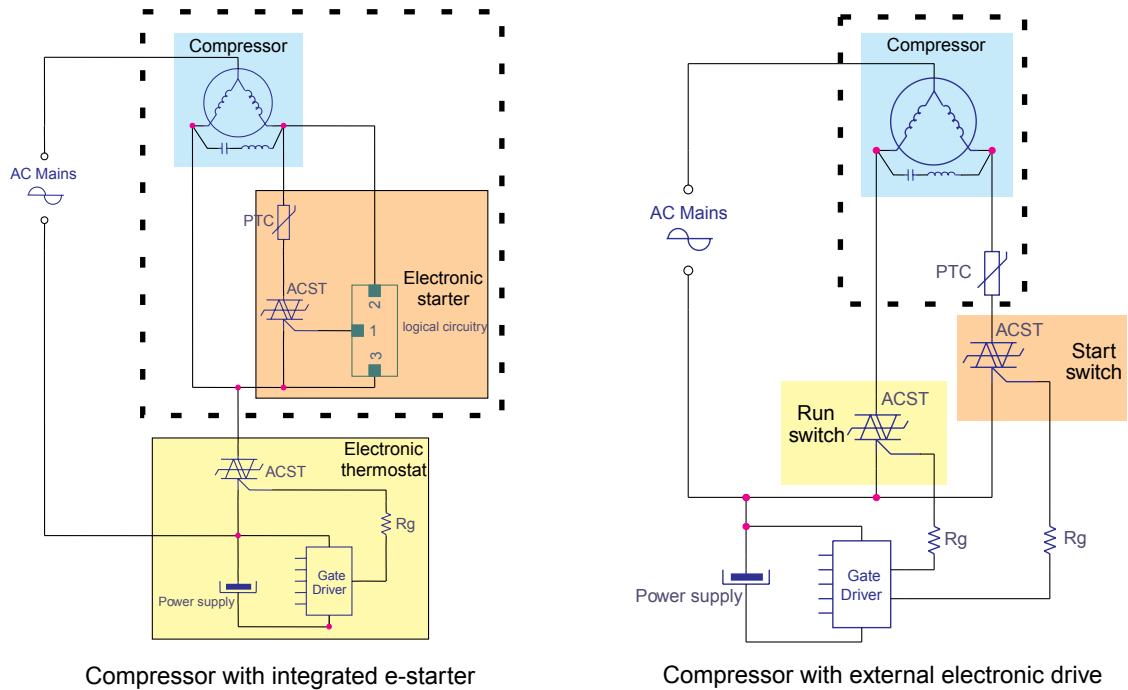 Compressor
AC Mains
PTC
ACST
Electronic
starter
logical circuitry
2
1
3
Electronic
thermostat
ACST
Rg
Gate
Driver
Power supply
Compressor with integrated e-starter
Compressor
AC Mains
PTC
ACST
Start
switch
ACST
Run
switch
Rg
Rg
Gate
Driver
Power supply
Compressor with external electronic drive